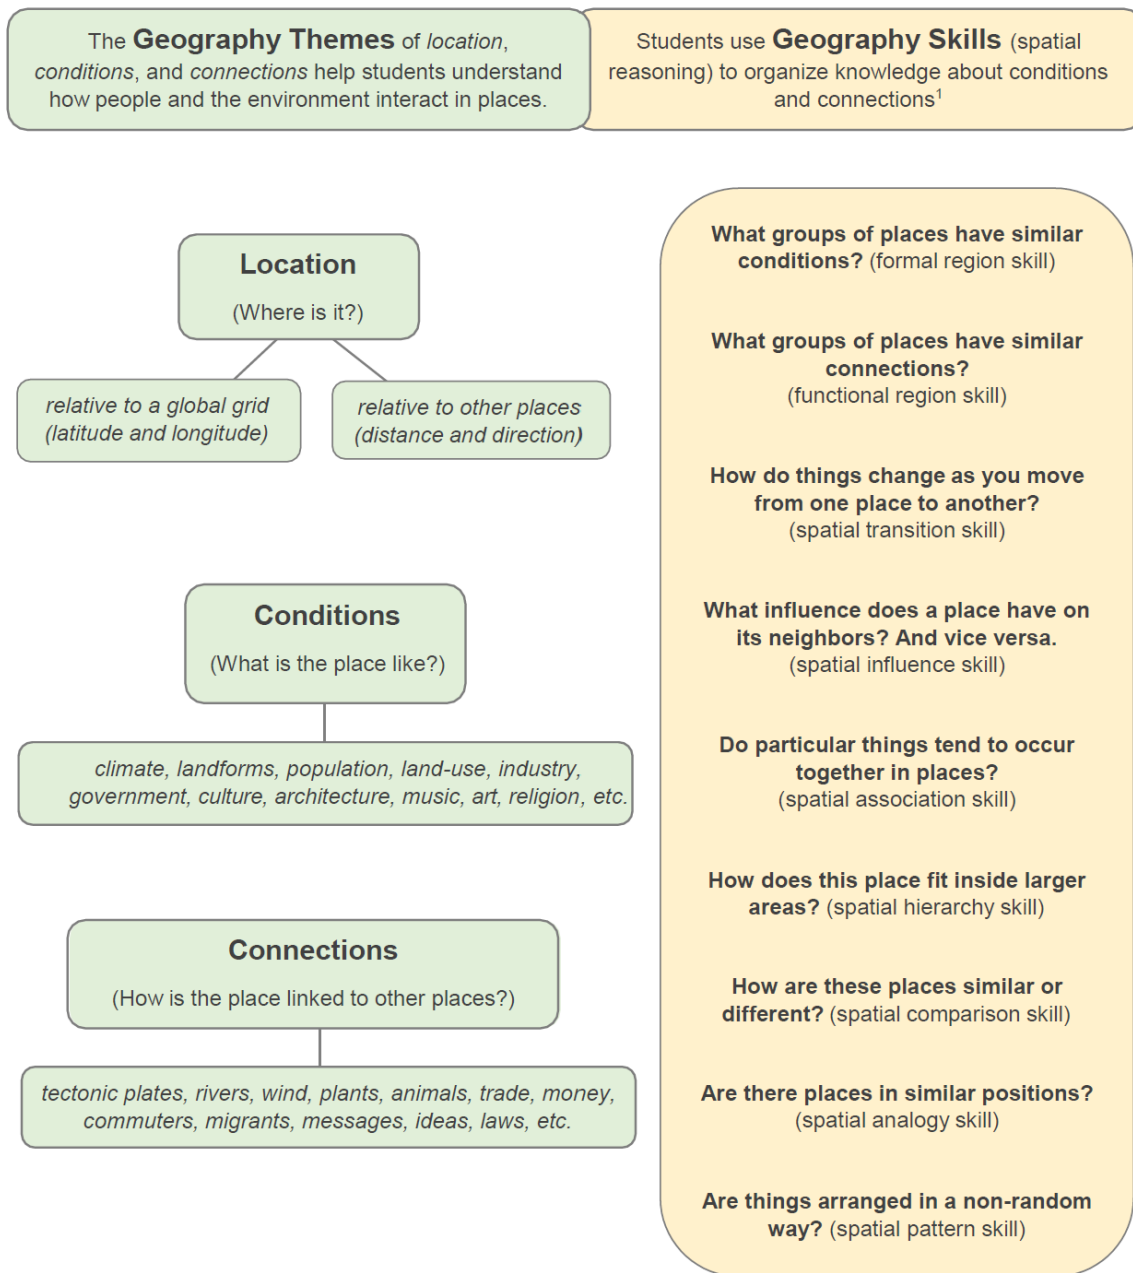 The Geography Themes of location,
conditions, and connections help students understand
how people and the environment interact in places.
Students use Geography Skills (spatial
reasoning) to organize knowledge about conditions
and connections¹
Location
(Where is it?)
relative to a global grid
(latitude and longitude)
relative to other places
(distance and direction)
Conditions
(What is the place like?)
climate, landforms, population, land-use, industry,
government, culture, architecture, music, art, religion, etc.
Connections
(How is the place linked to other places?)
tectonic plates, rivers, wind, plants, animals, trade, money,
commuters, migrants, messages, ideas, laws, etc.
What groups of places have similar
conditions? (formal region skill)
What groups of places have similar
connections?
(functional region skill)
How do things change as you move
from one place to another?
(spatial transition skill)
What influence does a place have on
its neighbors? And vice versa.
(spatial influence skill)
Do particular things tend to occur
together in places?
(spatial association skill)
How does this place fit inside larger
areas? (spatial hierarchy skill)
How are these places similar or
different? (spatial comparison skill)
Are there places in similar positions?
(spatial analogy skill)
Are things arranged in a non-random
way? (spatial pattern skill)